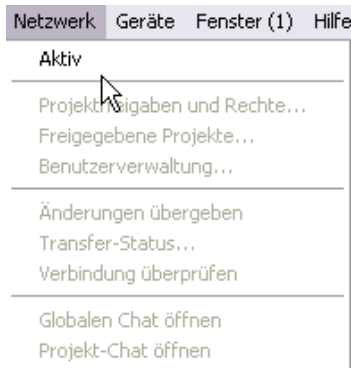 Netzwerk Geräte Fenster (1) Hilfe
Aktiv
Projektfreigaben und Rechte...
Freigegebene Projekte...
Benutzerverwaltung...
Änderungen übergeben
Transfer-Status...
Verbindung überprüfen
Globalen Chat öffnen
Projekt-Chat öffnen